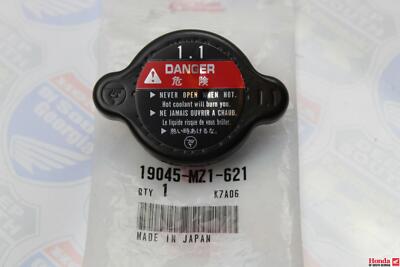 1.1
DANGER
危険
▶ NEVER OPEN WHEN HOT.
Hot coolant will burn you.
▶ NE JAMAIS OUVRIR A CHAUD.
Le liquide risque de vous brûler.
▶ 熱い時あけるな。
19045-MZ1-621
QTY 1 K7A06
MADE IN JAPAN
Honda